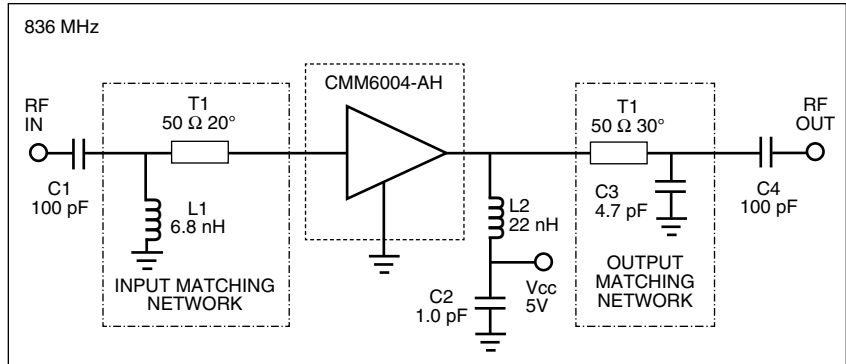 836 MHz
CMM6004-AH
RF
IN
T1
50 Ω 20°
T1
50 Ω 30°
RF
OUT
C1
100 pF
L1
6.8 nH
L2
22 nH
C3
4.7 pF
C4
100 pF
INPUT MATCHING
NETWORK
C2
1.0 pF
Vcc
5V
OUTPUT
MATCHING
NETWORK